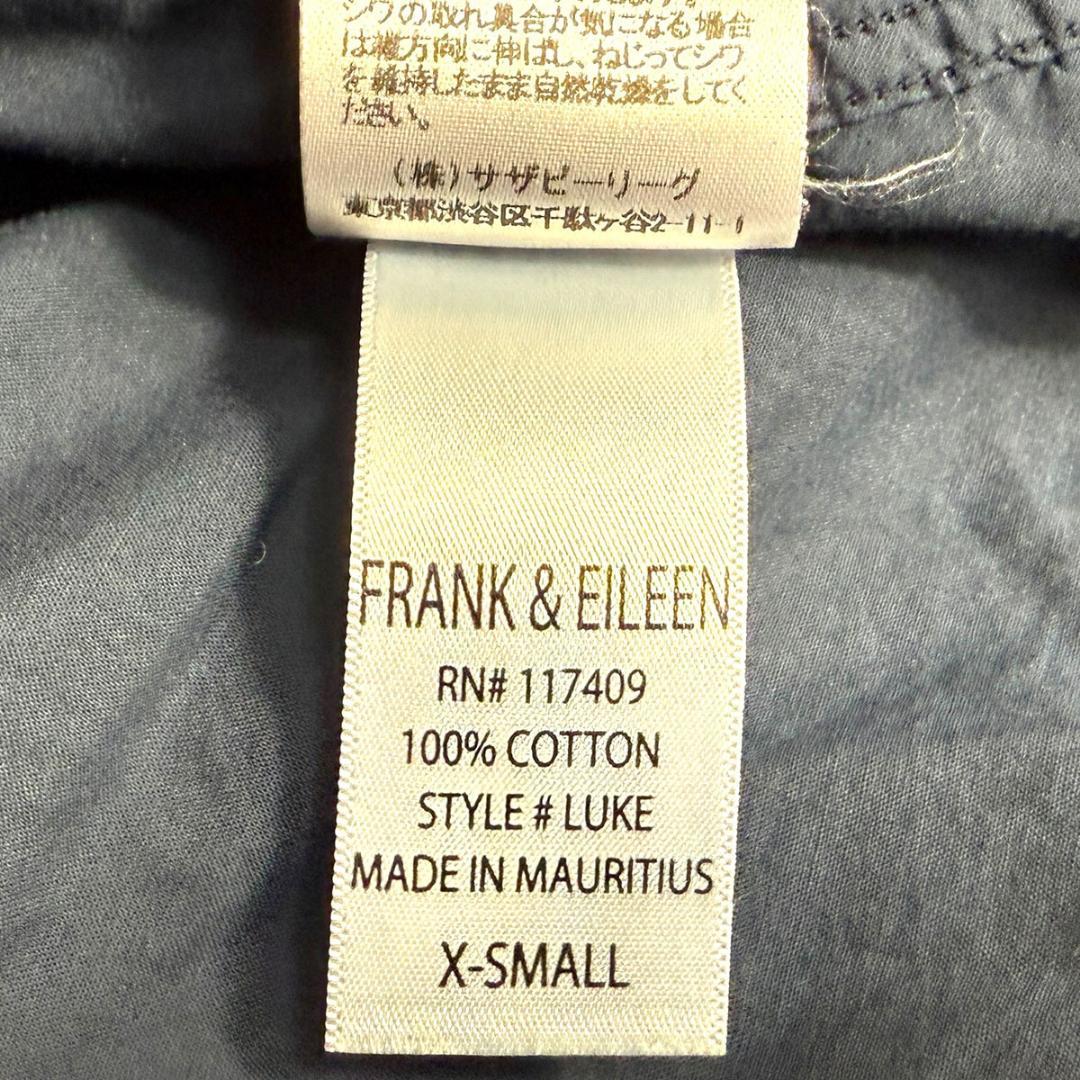 シワの取れ具合が気になる場合
は縦方向に伸ばし、ねじってシワ
を維持したまま自然乾燥をしてく
ださい。
(株)サザビーリーグ
東京都渋谷区千駄ヶ谷2-11-1
FRANK & EILEEN
RN# 117409
100% COTTON
STYLE # LUKE
MADE IN MAURITIUS
X-SMALL